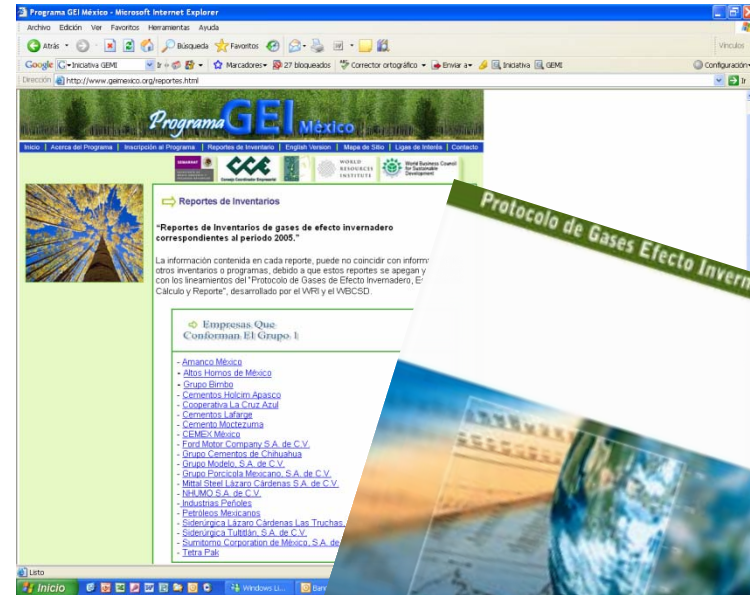 Programa GEI México - Microsoft Internet Explorer
Archivo Edición Ver Favoritos Herramientas Ayuda
Atrás Búsqueda Favoritos Vínculos
Google G Iniciativa GEMI Ir Marcadores 27 bloqueados Corrector ortográfico Enviar a Iniciativa GEMI Configuración
Dirección http://www.geimexico.org/reportes.html Ir
Programa GEI México
Inicio | Acerca del Programa | Inscripción al Programa | Reportes de Inventario | English Version | Mapa de Sitio | Ligas de Interés | Contacto
SEMARNAT
CCE
Consejo Coordinador Empresarial
WORLD
RESOURCES
INSTITUTE
World Business Council
for Sustainable
Development
Reportes de Inventarios
"Reportes de Inventarios de gases de efecto invernadero
correspondientes al periodo 2005."
La información contenida en cada reporte, puede no coincidir con
otros inventarios o programas, debido a que estos reportes se apegan y
con los lineamientos del "Protocolo de Gases de Efecto Invernadero,
Cálculo y Reporte", desarrollado por el WRI y el WBCSD.
Empresas Que
Conforman El Grupo 1
- Amanco México
- Altos Hornos de México
- Grupo Bimbo
- Cementos Holcim Apasco
- Cooperativa La Cruz Azul
- Cementos Lafarge
- Cemento Moctezuma
- CEMEX México
- Ford Motor Company S.A. de C.V.
- Grupo Cementos de Chihuahua
- Grupo Modelo, S.A. de C.V.
- Grupo Porcícola Mexicano, S.A. de C.V.
- Mittal Steel Lázaro Cárdenas S.A. de C.V.
- NHUMO S.A. de C.V.
- Industrias Peñoles
- Petróleos Mexicanos
- Siderúrgica Lázaro Cárdenas Las Truchas,
- Siderúrgica Tultitlán, S.A. de C.V.
- Sumitomo Corporation de México, S.A. de
- Tetra Pak
Protocolo de Gases Efecto Invern
Listo
Inicio Windows Li... Ban